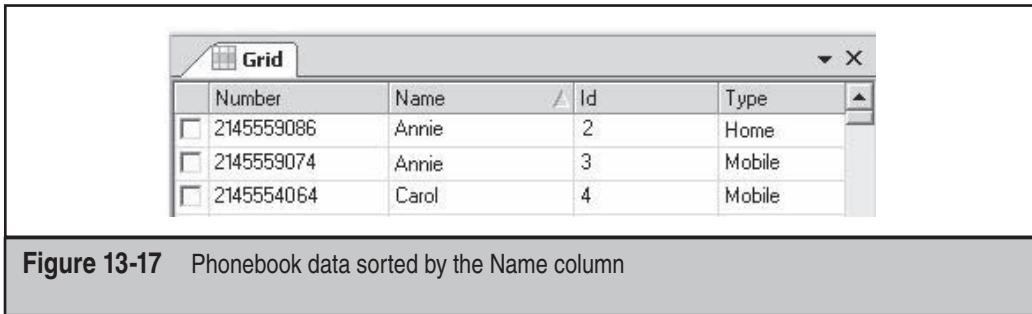 Grid
Number Name Id Type
2145559086 Annie 2 Home
2145559074 Annie 3 Mobile
2145554064 Carol 4 Mobile
Figure 13-17 Phonebook data sorted by the Name column